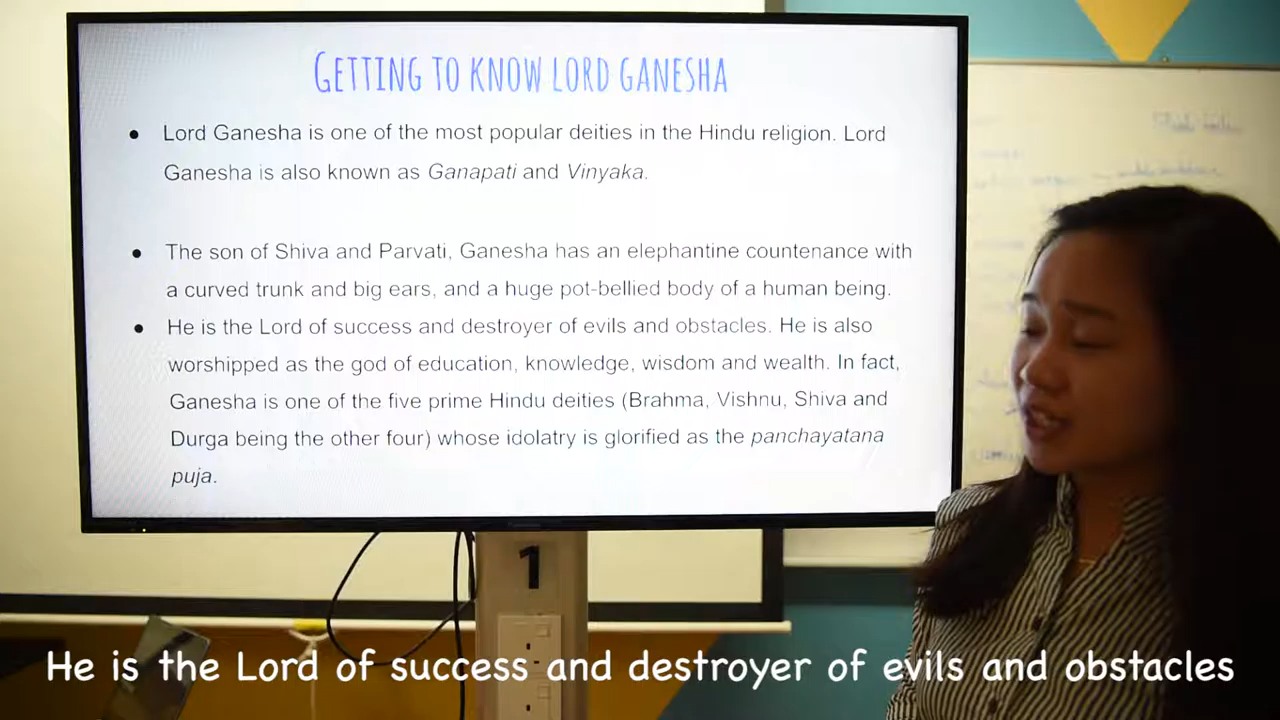 GETTING TO KNOW LORD GANESHA
● Lord Ganesha is one of the most popular deities in the Hindu religion. Lord
Ganesha is also known as Ganapati and Vinyaka.
● The son of Shiva and Parvati, Ganesha has an elephantine countenance with
a curved trunk and big ears, and a huge pot-bellied body of a human being.
● He is the Lord of success and destroyer of evils and obstacles. He is also
worshipped as the god of education, knowledge, wisdom and wealth. In fact,
Ganesha is one of the five prime Hindu deities (Brahma, Vishnu, Shiva and
Durga being the other four) whose idolatry is glorified as the panchayatana
puja.
1
He is the Lord of success and destroyer of evils and obstacles